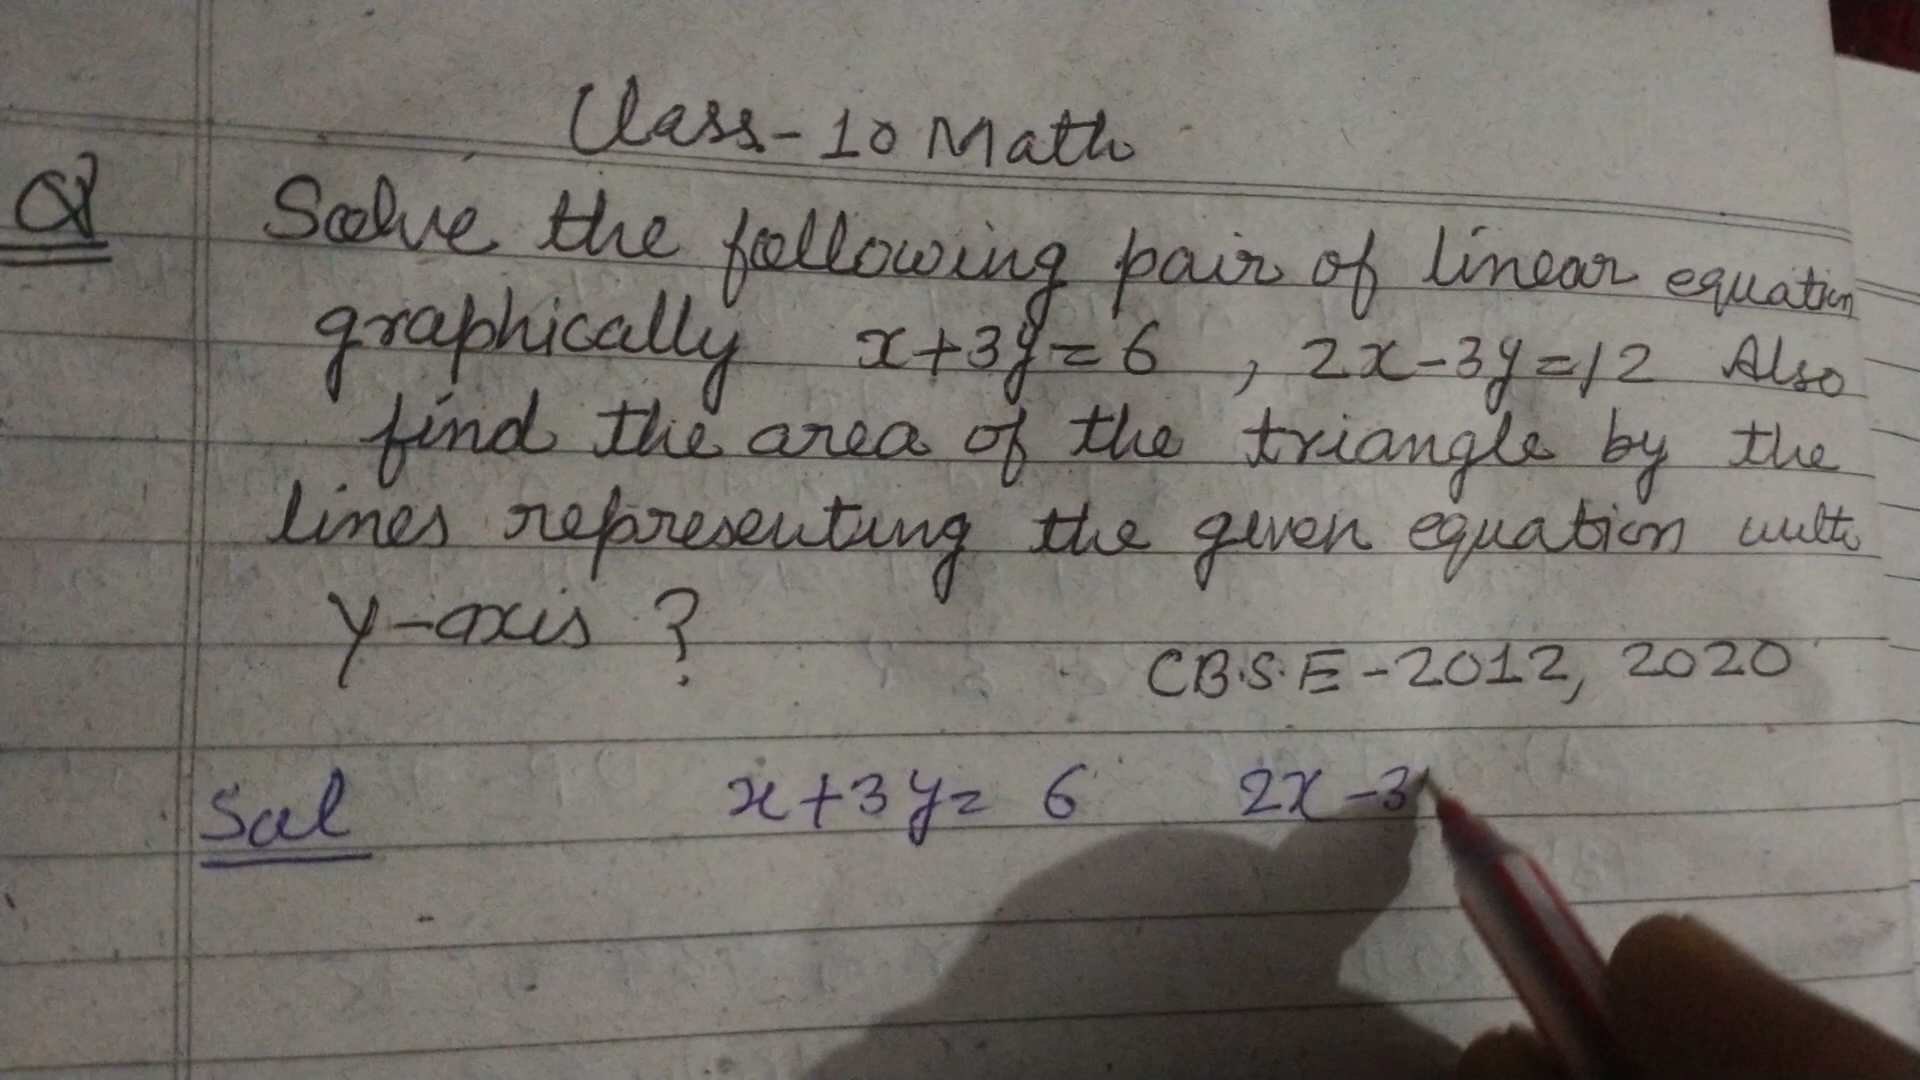 Class-10 Math
Q Solve the following pair of linear equation
graphically x+3y=6 , 2x-3y=12 Also
find the area of the triangle by the
lines representing the given equation with
y-axis ?
C.B.S.E-2012, 2020
Sol x+3y= 6 2x-3